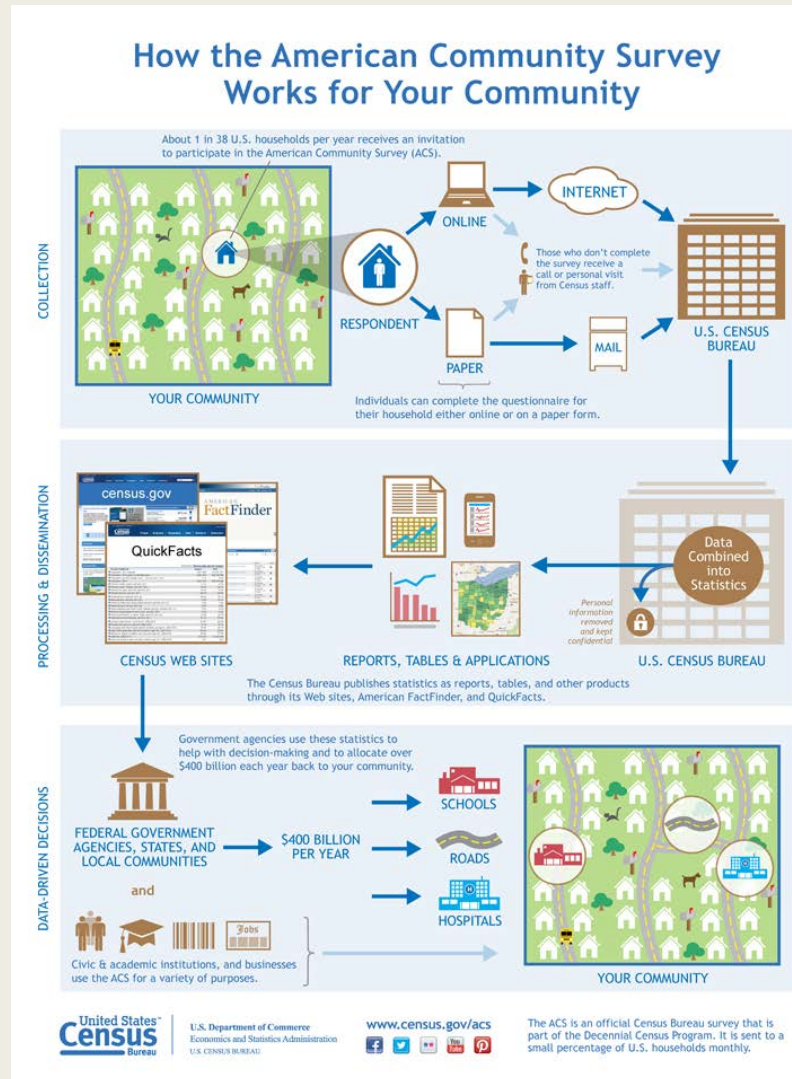 How the American Community Survey
Works for Your Community
COLLECTION
About 1 in 38 U.S. households per year receives an invitation
to participate in the American Community Survey (ACS).
YOUR COMMUNITY
RESPONDENT
ONLINE
INTERNET
Those who don't complete
the survey receive a
call or personal visit
from Census staff.
PAPER
MAIL
U.S. CENSUS
BUREAU
Individuals can complete the questionnaire for
their household either online or on a paper form.
PROCESSING & DISSEMINATION
census.gov
AMERICAN
FactFinder
QuickFacts
CENSUS WEB SITES
REPORTS, TABLES & APPLICATIONS
Data
Combined
into
Statistics
Personal
information
removed
and kept
confidential
U.S. CENSUS BUREAU
The Census Bureau publishes statistics as reports, tables, and other products
through its Web sites, American FactFinder, and QuickFacts.
DATA-DRIVEN DECISIONS
Government agencies use these statistics to
help with decision-making and to allocate over
$400 billion each year back to your community.
FEDERAL GOVERNMENT
AGENCIES, STATES, AND
LOCAL COMMUNITIES
$400 BILLION
PER YEAR
SCHOOLS
ROADS
H
HOSPITALS
and
Jobs
Civic & academic institutions, and businesses
use the ACS for a variety of purposes.
H
YOUR COMMUNITY
United States™
Census
Bureau
U.S. Department of Commerce
Economics and Statistics Administration
U.S. CENSUS BUREAU
www.census.gov/acs
You
Tube
The ACS is an official Census Bureau survey that is
part of the Decennial Census Program. It is sent to a
small percentage of U.S. households monthly.